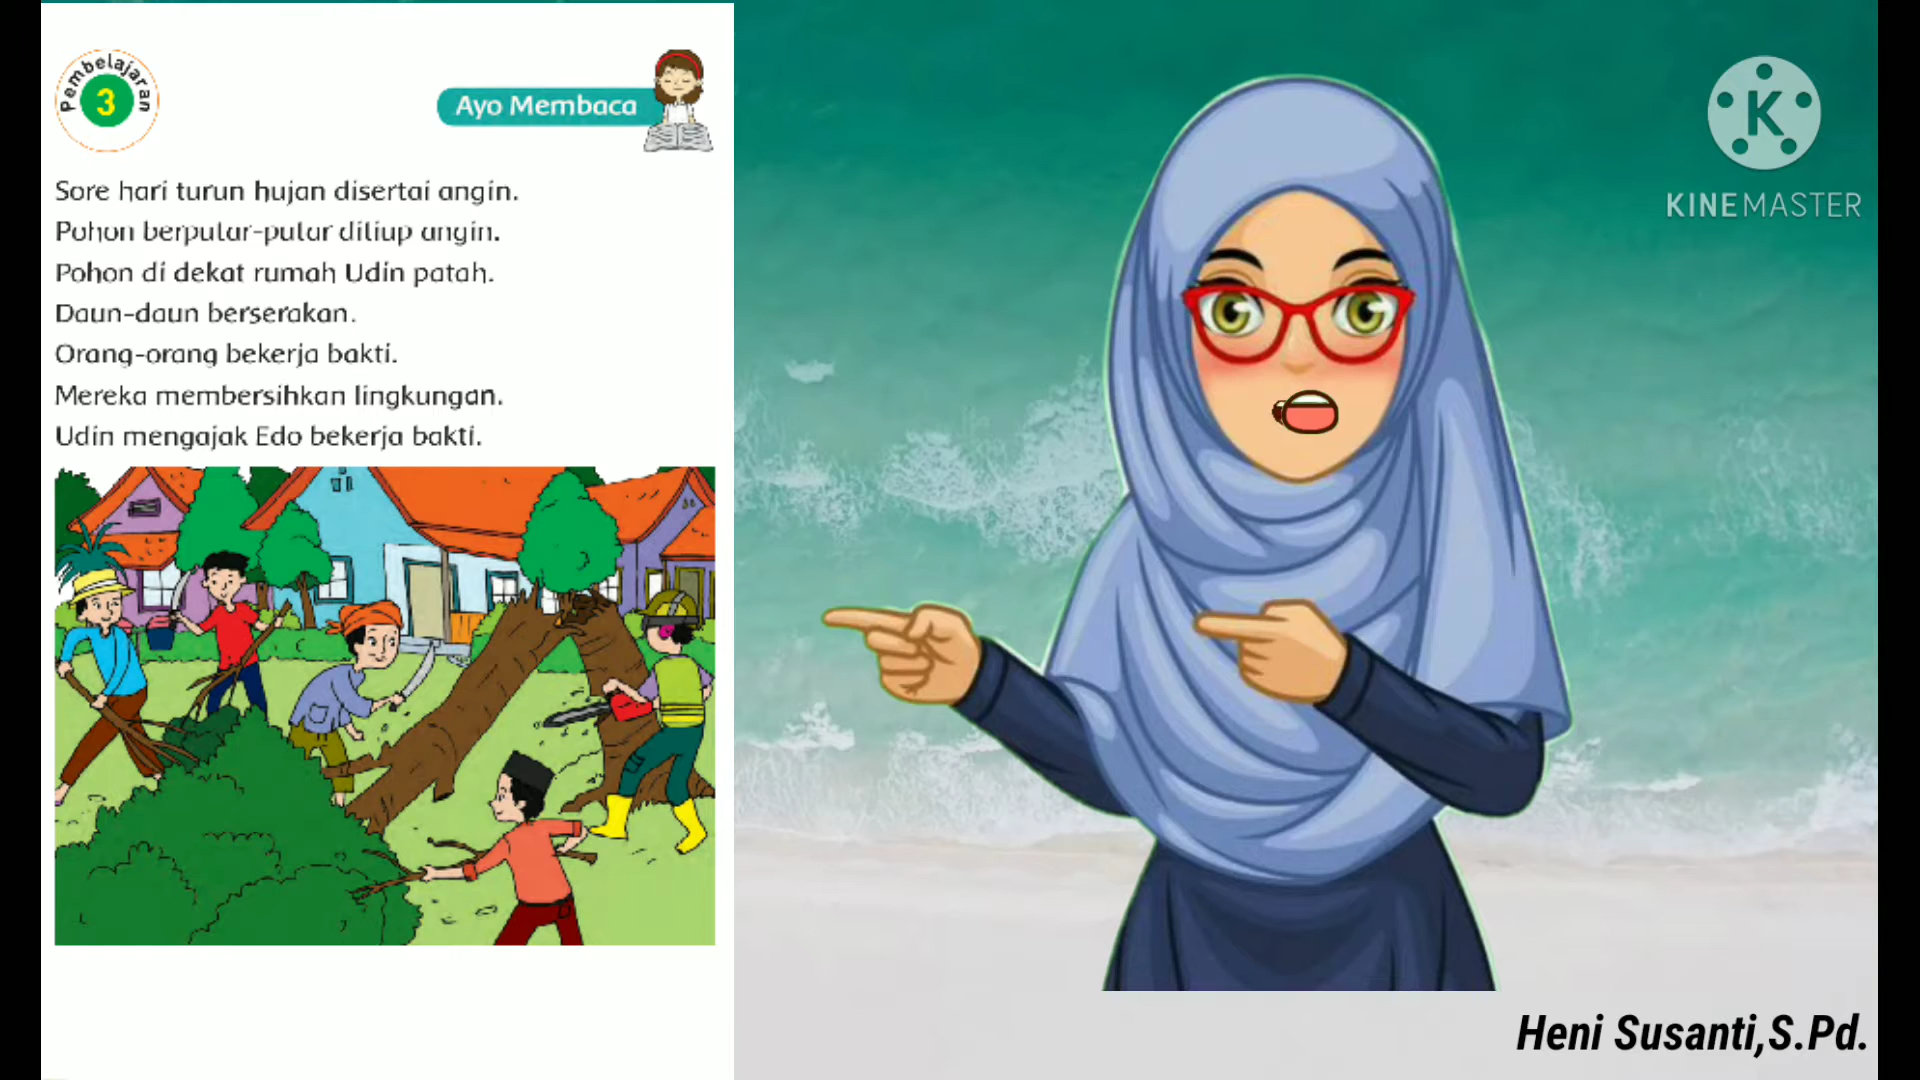 Pembelajaran
3
Ayo Membaca
Sore hari turun hujan disertai angin.
Pohon berputar-putar ditiup angin.
Pohon di dekat rumah Udin patah.
Daun-daun berserakan.
Orang-orang bekerja bakti.
Mereka membersihkan lingkungan.
Udin mengajak Edo bekerja bakti.
K
KINEMASTER
Heni Susanti,S.Pd.